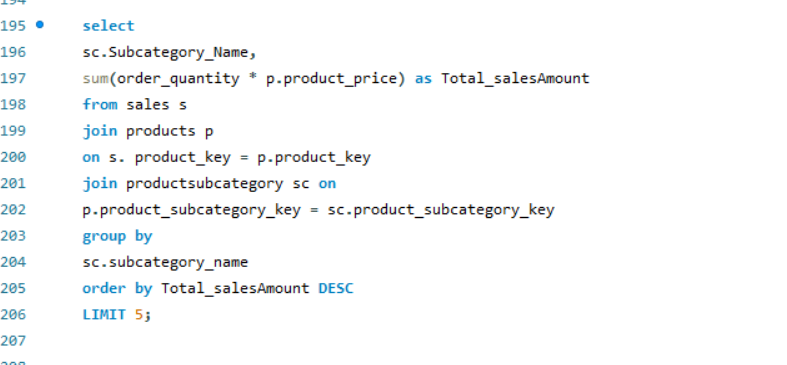 195 select
196 sc.Subcategory_Name,
197 sum(order_quantity * p.product_price) as Total_salesAmount
198 from sales s
199 join products p
200 on s. product_key = p.product_key
201 join productsubcategory sc on
202 p.product_subcategory_key = sc.product_subcategory_key
203 group by
204 sc.subcategory_name
205 order by Total_salesAmount DESC
206 LIMIT 5;
207